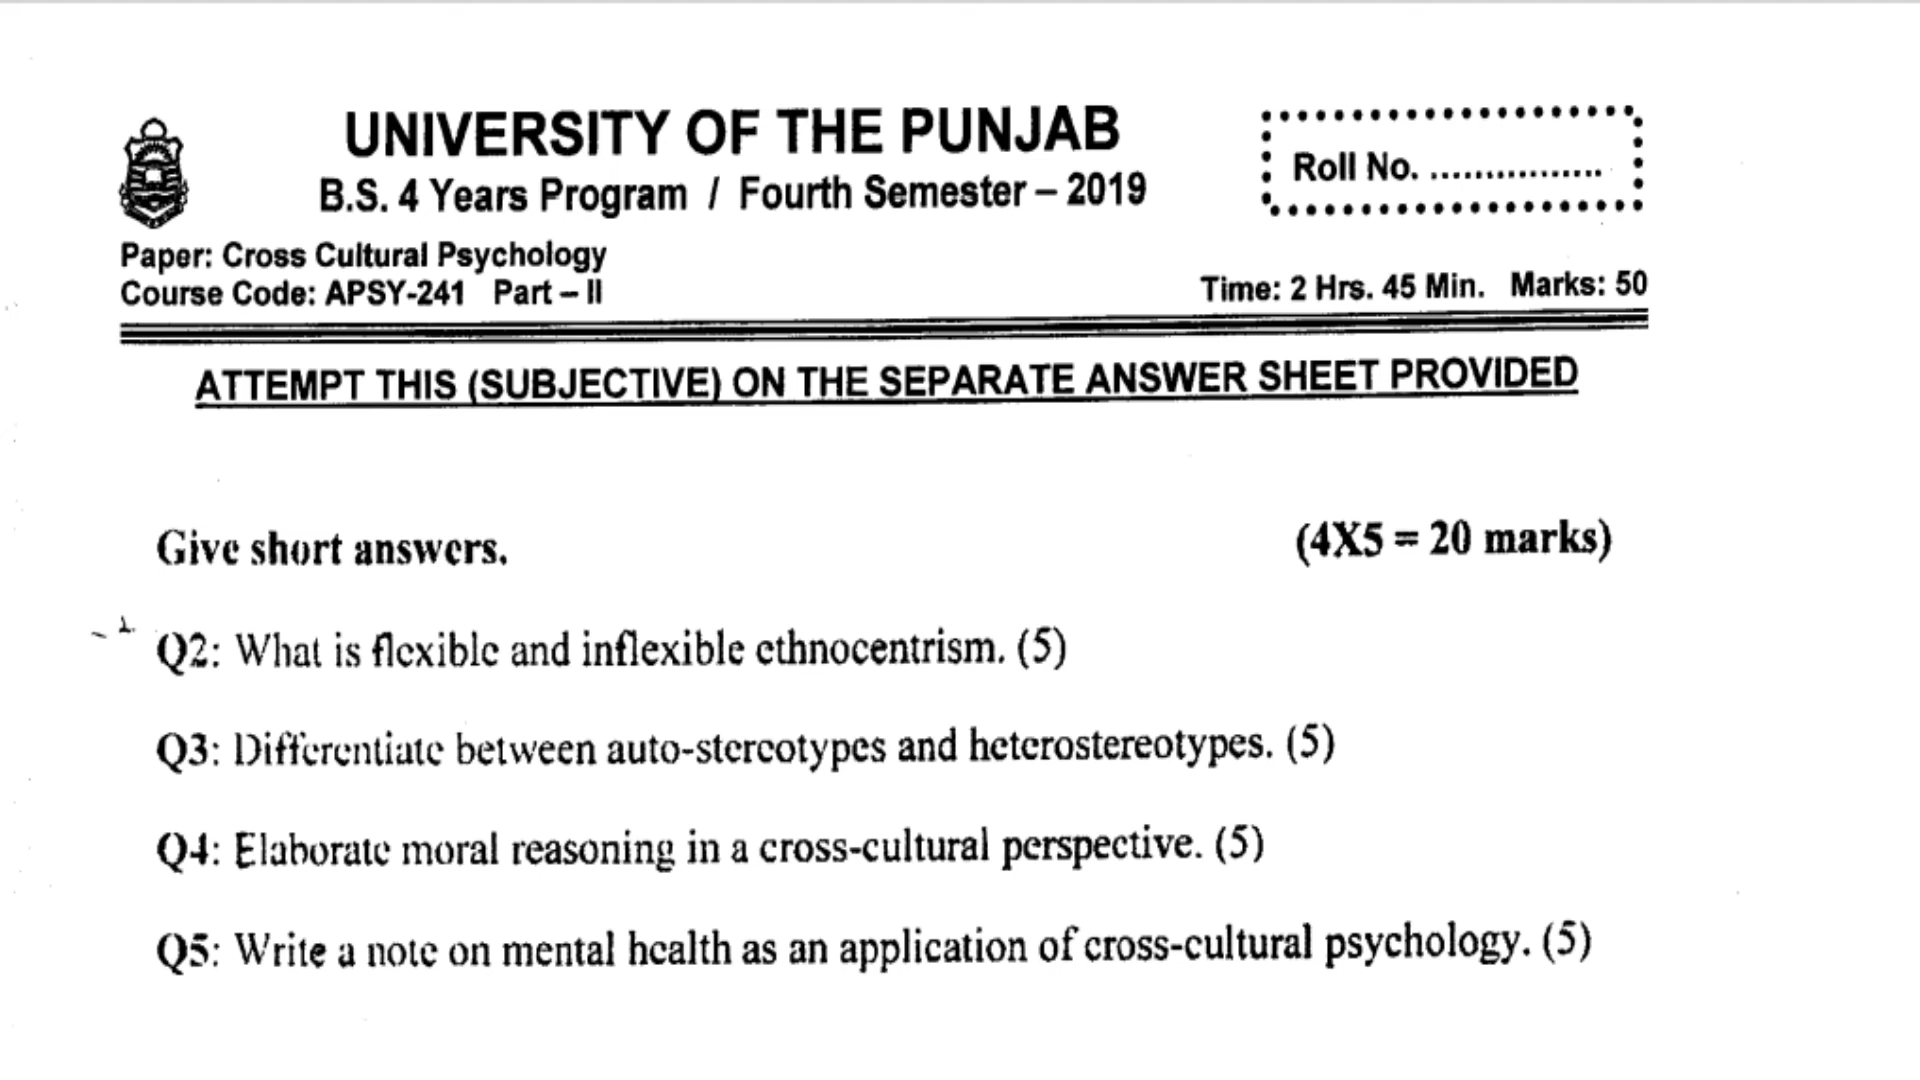 UNIVERSITY OF THE PUNJAB
B.S. 4 Years Program / Fourth Semester – 2019
Roll No. ................
Paper: Cross Cultural Psychology
Course Code: APSY-241 Part – II
Time: 2 Hrs. 45 Min. Marks: 50
ATTEMPT THIS (SUBJECTIVE) ON THE SEPARATE ANSWER SHEET PROVIDED
Give short answers. (4X5 = 20 marks)
Q2: What is flexible and inflexible ethnocentrism. (5)
Q3: Differentiate between auto-stereotypes and heterostereotypes. (5)
Q4: Elaborate moral reasoning in a cross-cultural perspective. (5)
Q5: Write a note on mental health as an application of cross-cultural psychology. (5)